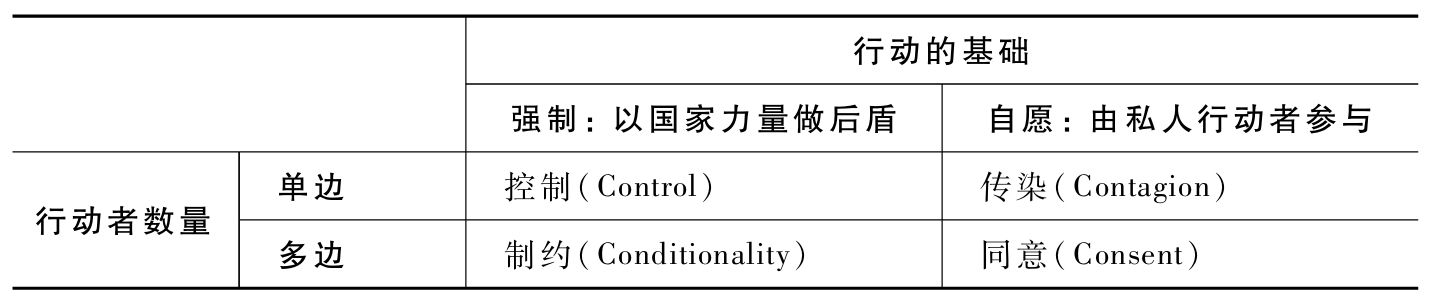 行动的基础
强制：以国家力量做后盾 自愿：由私人行动者参与
行动者数量 单边 控制(Control) 传染(Contagion)
多边 制约(Conditionality) 同意(Consent)